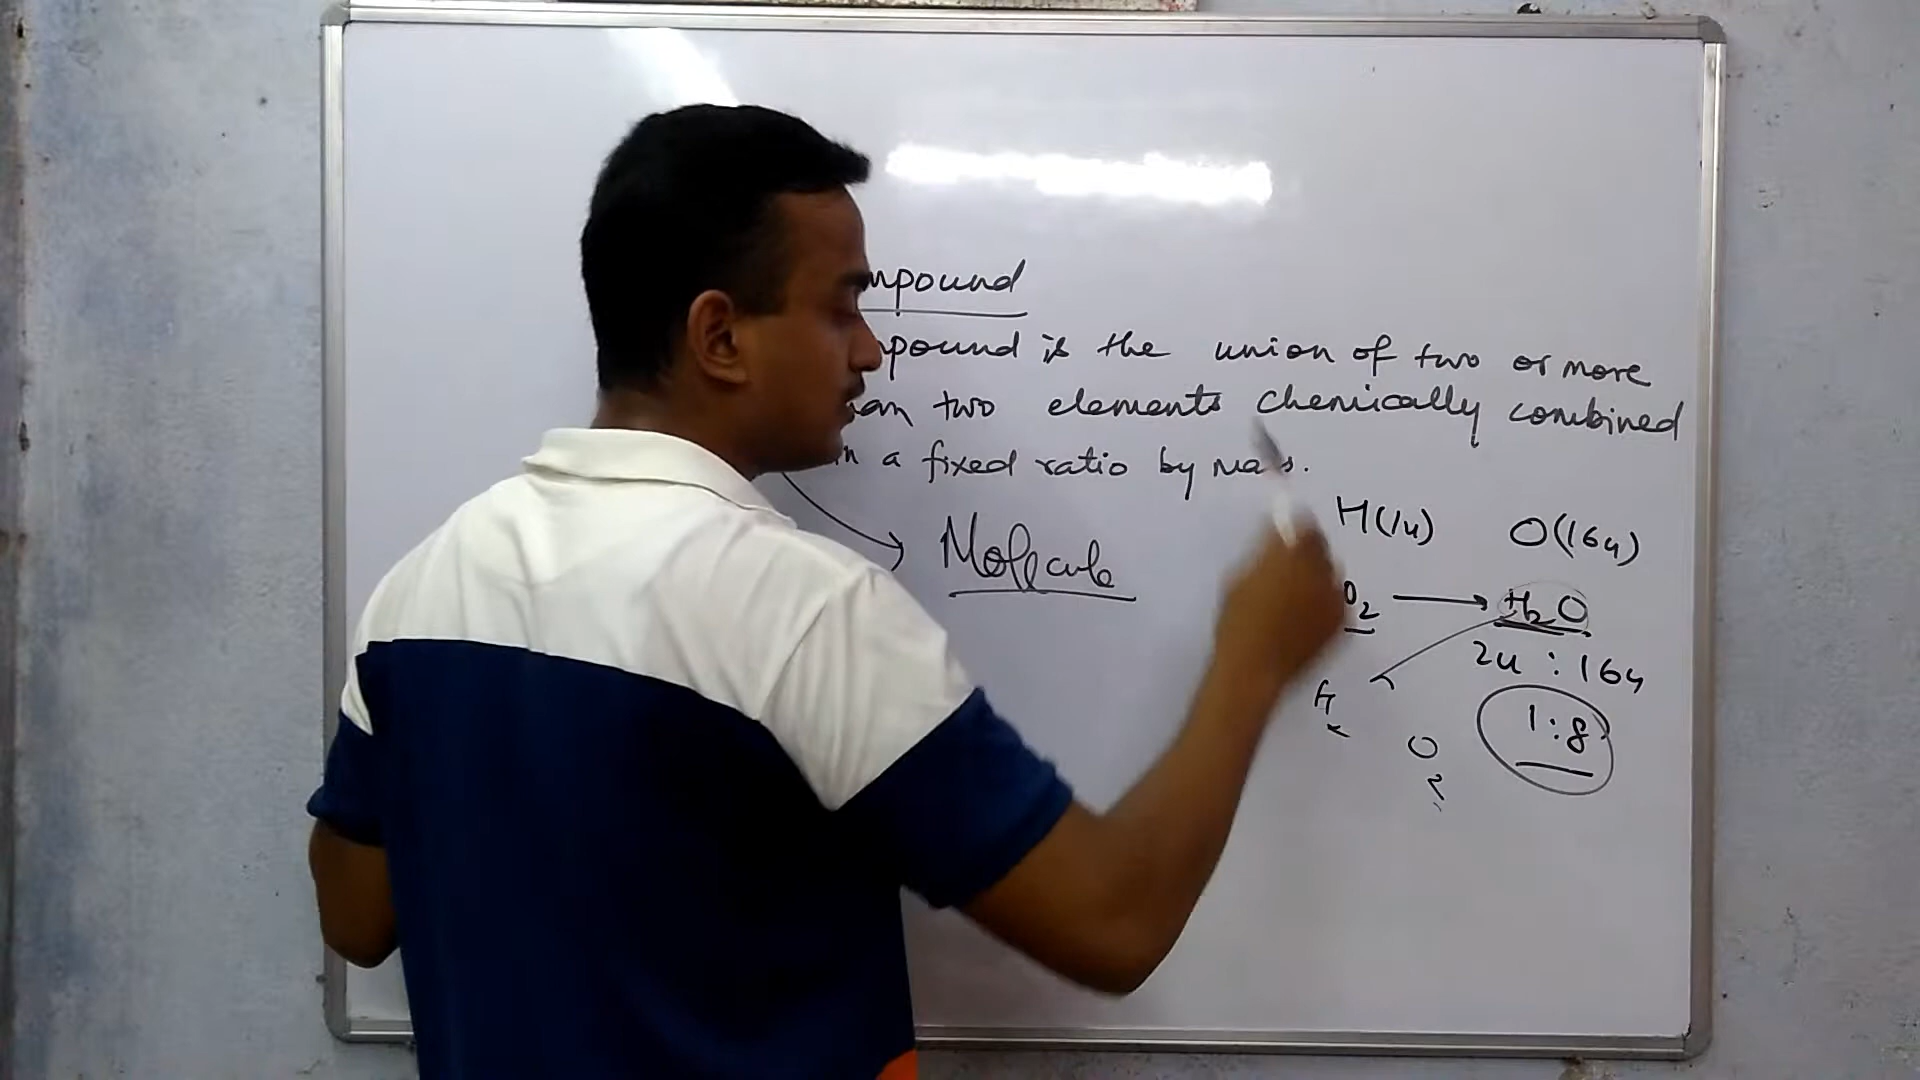 mpound
pound is the union of two or more
an two elements chemically combined
in a fixed ratio by mass.
Molecule
H(1u) O(16u)
O2 → H2O
2u : 16u
H
O
1:8
?